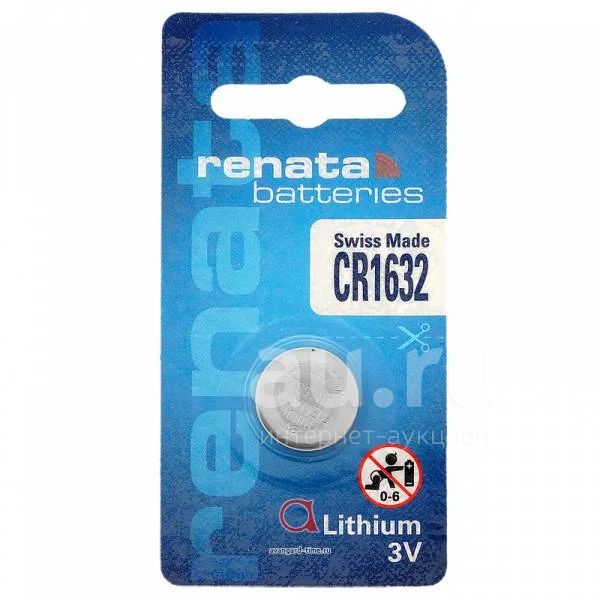 renata
renata
batteries
Swiss Made
CR1632
au.ru
интернет-аукцион
0-6
Lithium
3V
avangard-time.ru